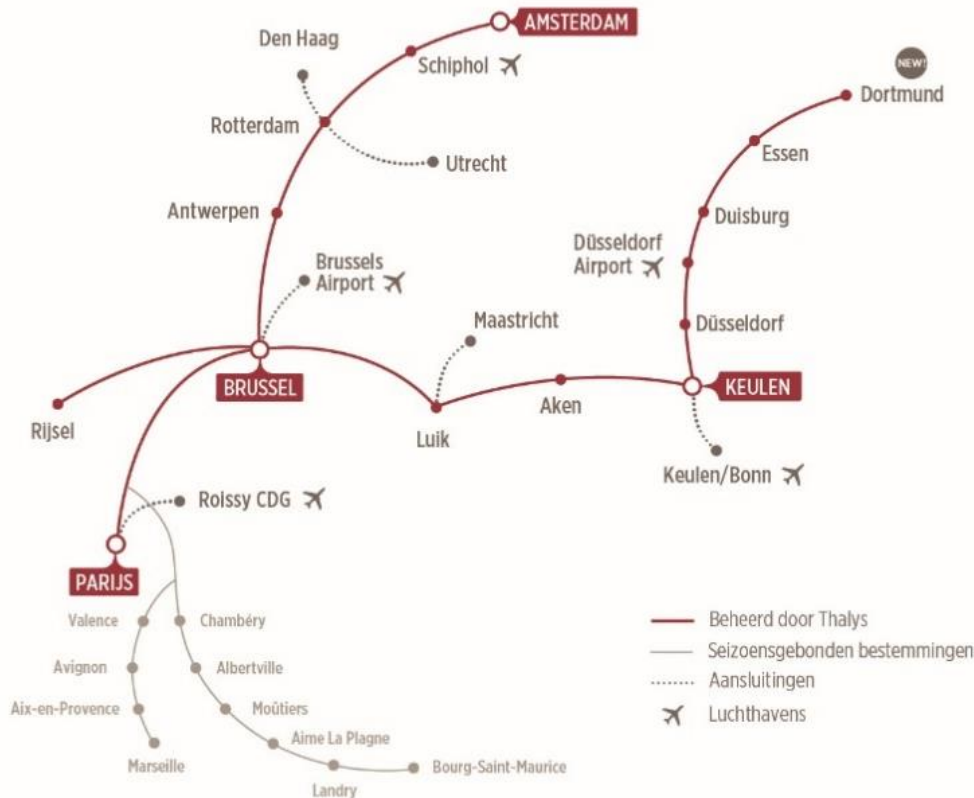 AMSTERDAM
Den Haag
Schiphol
NEW!
Dortmund
Rotterdam
Essen
Utrecht
Antwerpen
Duisburg
Düsseldorf
Airport
Brussels
Airport
Maastricht
Düsseldorf
BRUSSEL
KEULEN
Aken
Rijsel
Luik
Keulen/Bonn
Roissy CDG
PARIJS
Valence
Chambéry
Avignon
Albertville
Aix-en-Provence
Moûtiers
Aime La Plagne
Marseille
Bourg-Saint-Maurice
Landry
Beheerd door Thalys
Seizoensgebonden bestemmingen
Aansluitingen
Luchthavens